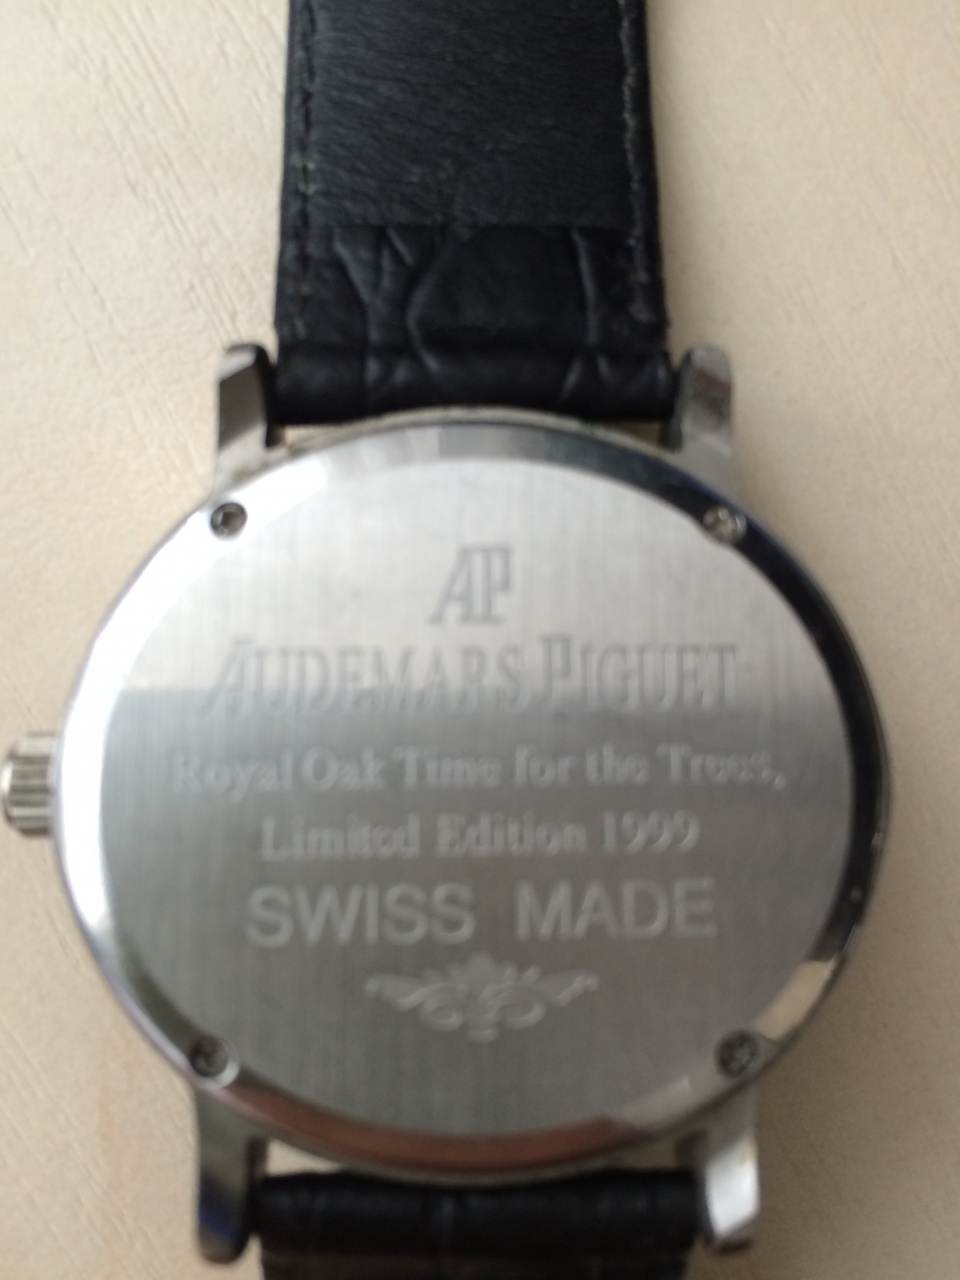 AP
AUDEMARS PIGUET
Royal Oak Time for the Trees,
Limited Edition 1999
SWISS MADE